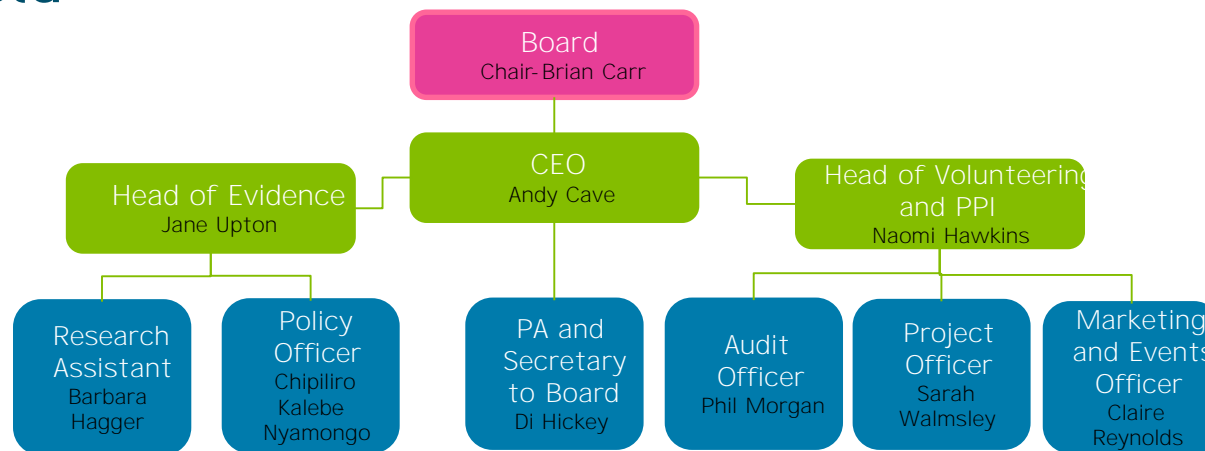 Board
Chair-Brian Carr
CEO
Andy Cave
Head of Evidence
Jane Upton
Head of Volunteering
and PPI
Naomi Hawkins
Research
Assistant
Barbara
Hagger
Policy
Officer
Chipiliro
Kalebe
Nyamongo
PA and
Secretary
to Board
Di Hickey
Audit
Officer
Phil Morgan
Project
Officer
Sarah
Walmsley
Marketing
and Events
Officer
Claire
Reynolds